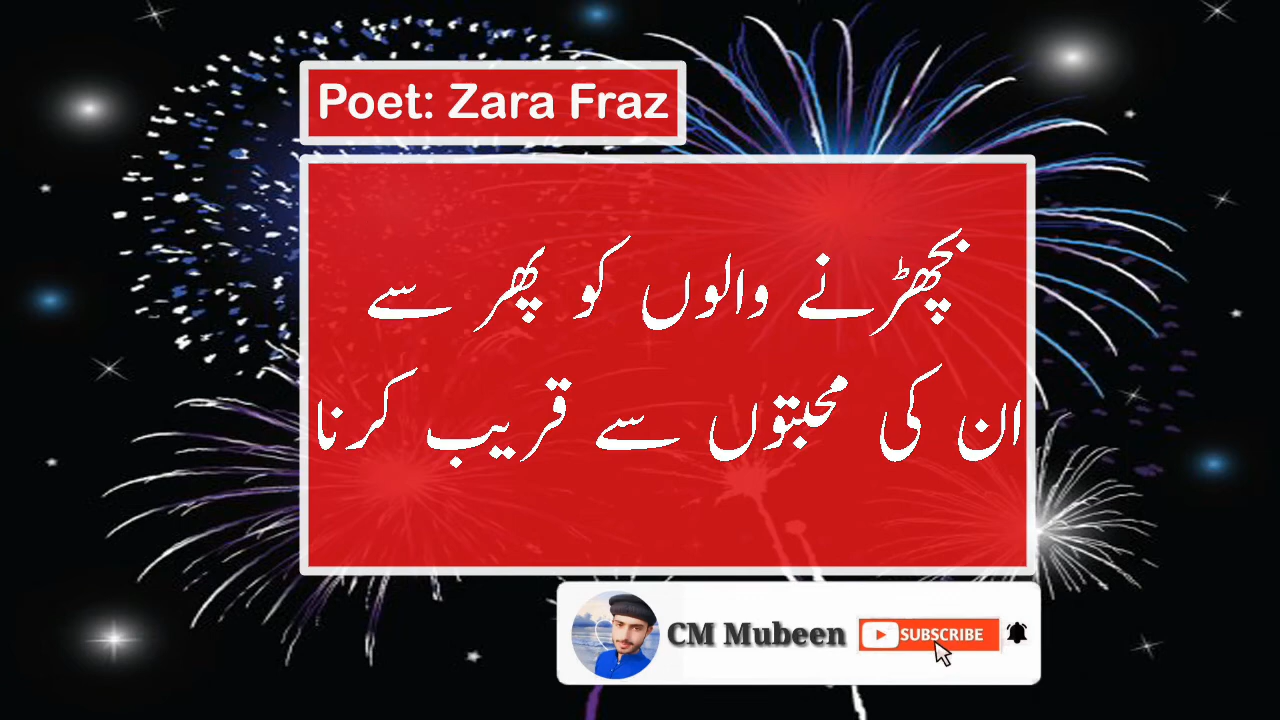 Poet: Zara Fraz
بچھڑنے والوں کو پھر سے
ان کی محبتوں سے قریب کرنا
CM Mubeen
SUBSCRIBE